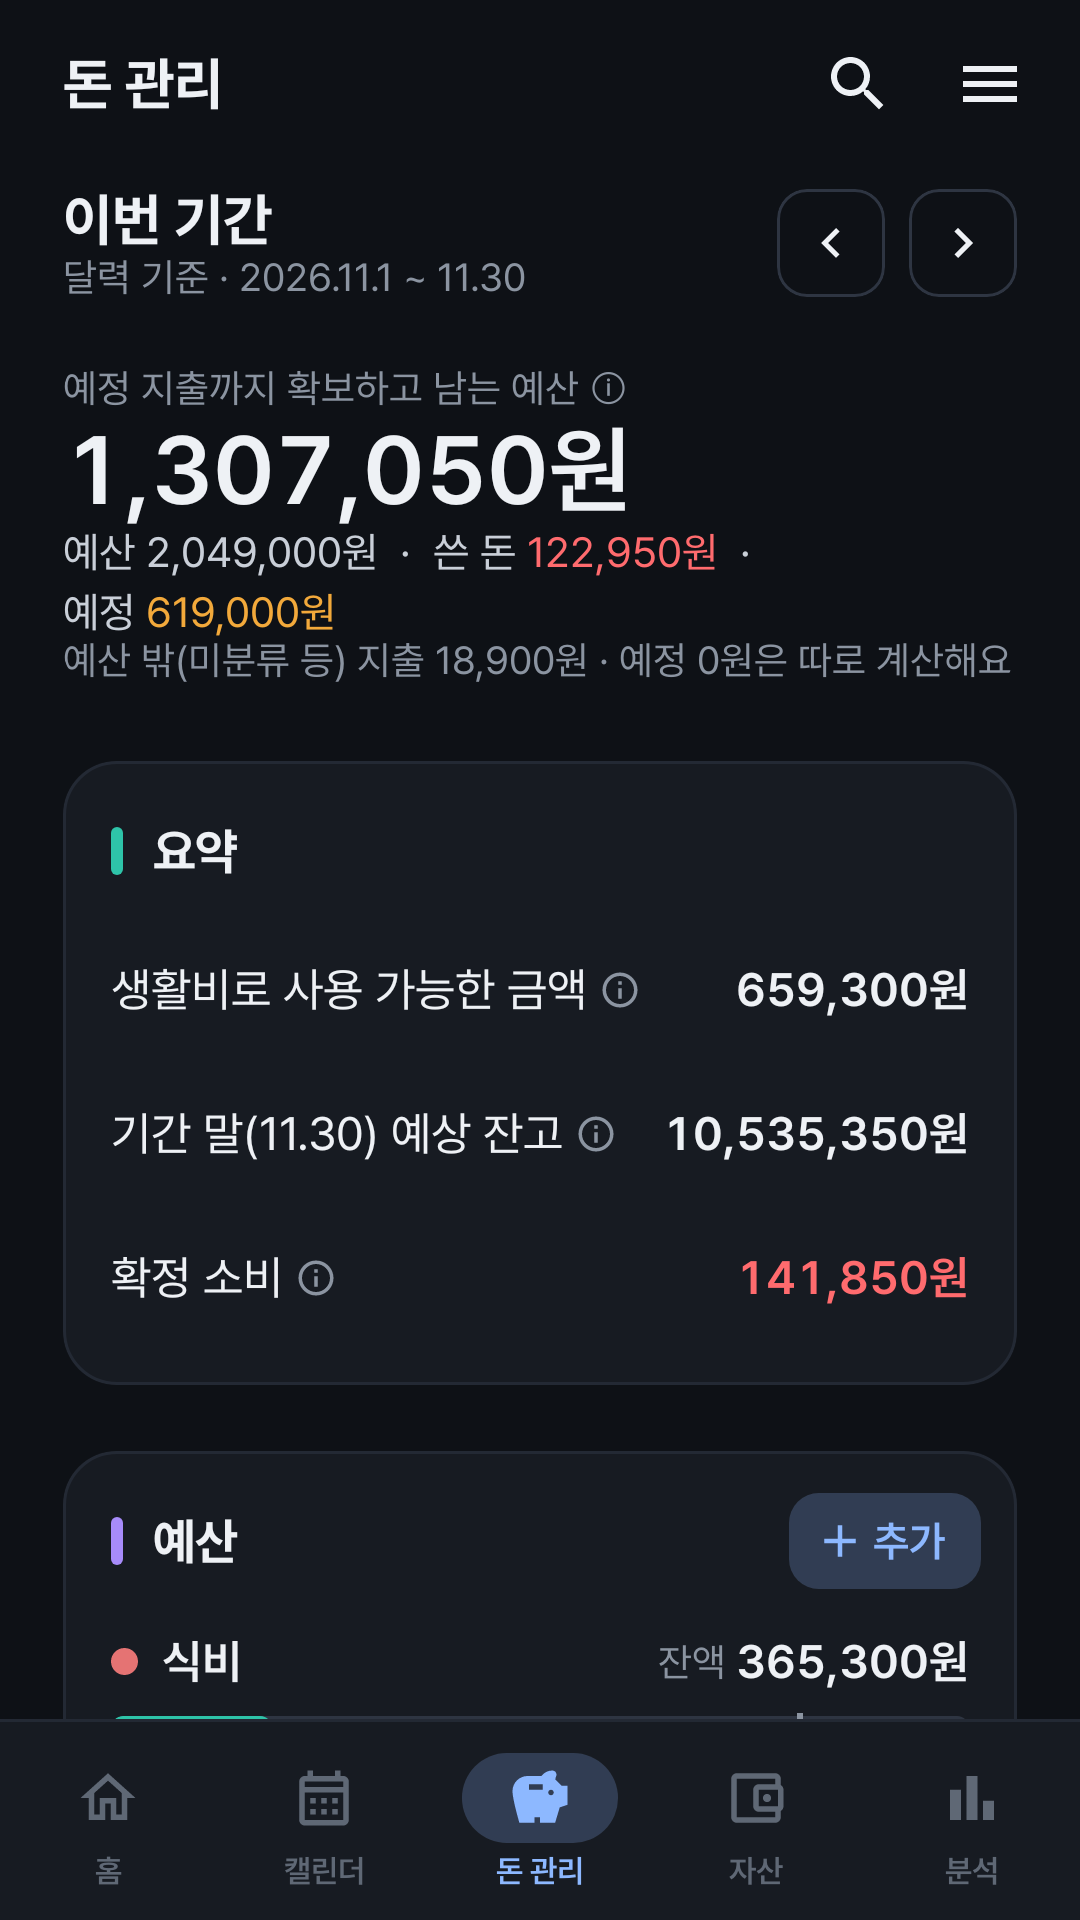 돈 관리
이번 기간
달력 기준 · 2026.11.1 ~ 11.30
예정 지출까지 확보하고 남는 예산
1,307,050원
예산 2,049,000원 · 쓴 돈 122,950원 ·
예정 619,000원
예산 밖(미분류 등) 지출 18,900원 · 예정 0원은 따로 계산해요
요약
생활비로 사용 가능한 금액 659,300원
기간 말(11.30) 예상 잔고 10,535,350원
확정 소비 141,850원
예산 + 추가
식비 잔액 365,300원
홈 캘린더 돈 관리 자산 분석